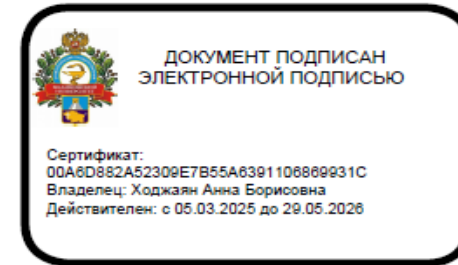 ДОКУМЕНТ ПОДПИСАН
ЭЛЕКТРОННОЙ ПОДПИСЬЮ
Сертификат:
00A6D882A52309E7B55A6391106869931C
Владелец: Ходжаян Анна Борисовна
Действителен: с 05.03.2025 до 29.05.2026